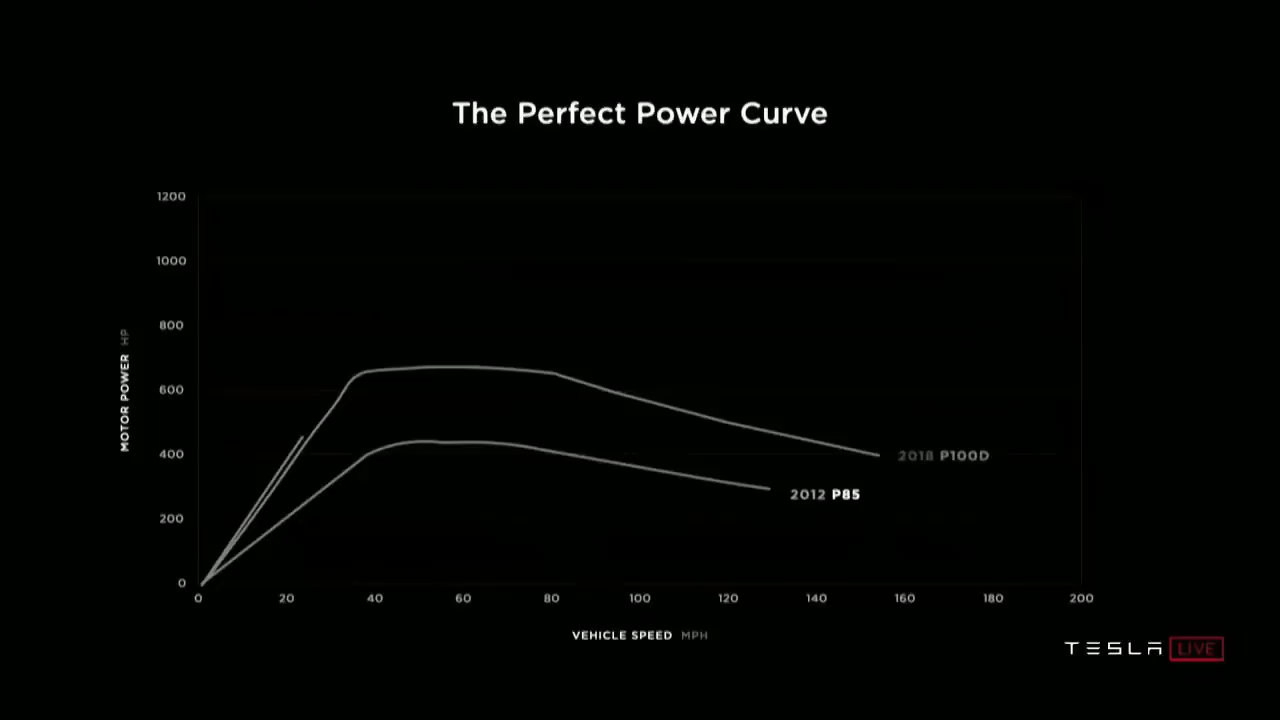 The Perfect Power Curve
1200
1000
800
600
400
200
0
MOTOR POWER HP
2018 P100D
2012 P85
0 20 40 60 80 100 120 140 160 180 200
VEHICLE SPEED MPH
TESLA LIVE